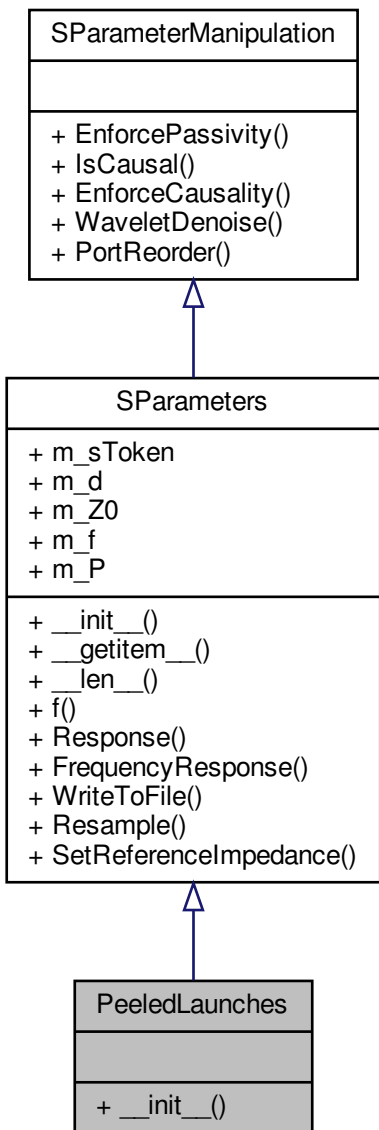 SParameterManipulation
+ EnforcePassivity()
+ IsCausal()
+ EnforceCausality()
+ WaveletDenoise()
+ PortReorder()
SParameters
+ m_sToken
+ m_d
+ m_Z0
+ m_f
+ m_P
+ __init__()
+ __getitem__()
+ __len__()
+ f()
+ Response()
+ FrequencyResponse()
+ WriteToFile()
+ Resample()
+ SetReferenceImpedance()
PeeledLaunches
+ __init__()